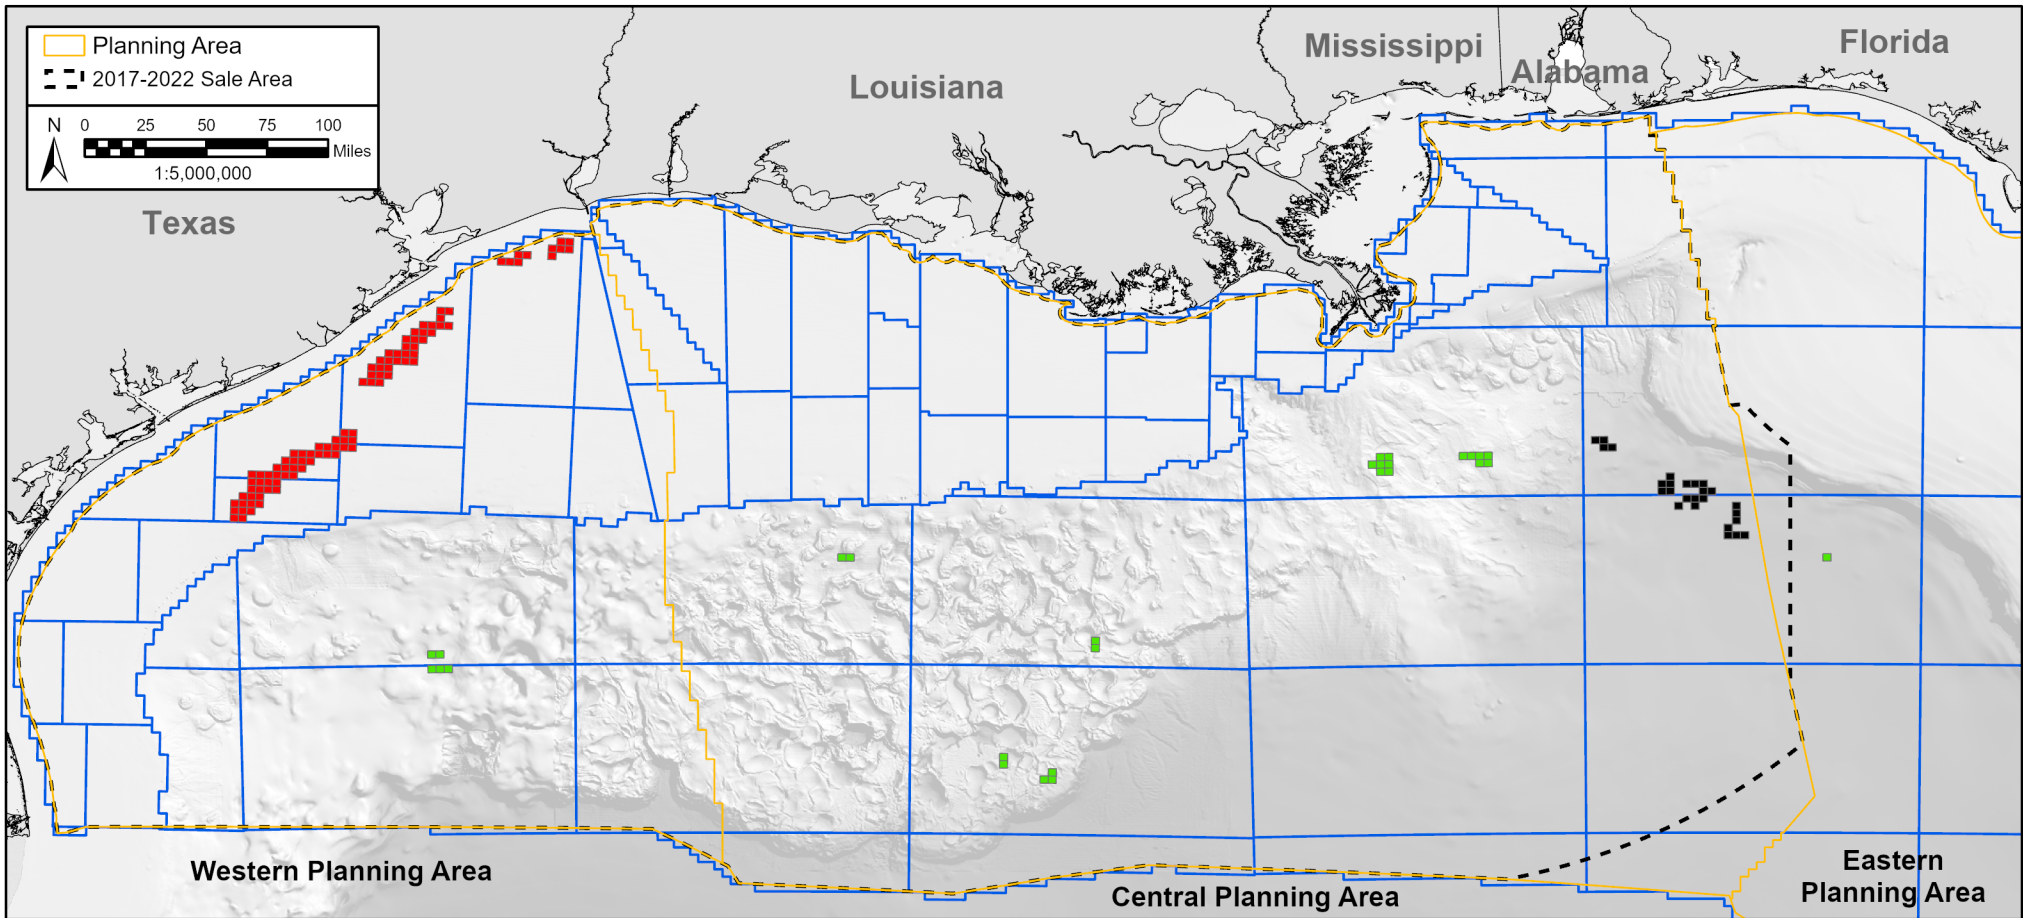 Planning Area
2017-2022 Sale Area
N
0 25 50 75 100
Miles
1:5,000,000
Texas
Louisiana
Mississippi
Alabama
Florida
Western Planning Area
Central Planning Area
Eastern
Planning Area